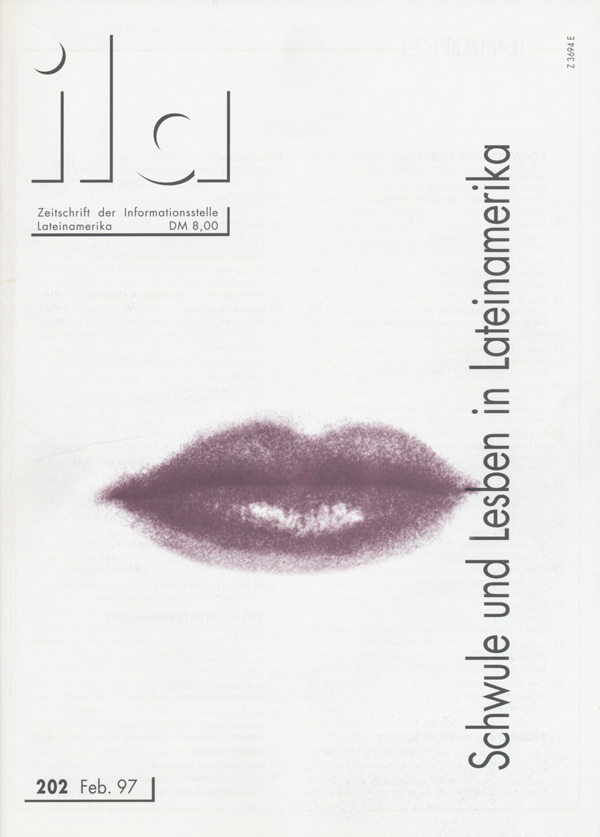 ila
Z 3694 E
Zeitschrift der Informationsstelle
Lateinamerika DM 8,00
Schwule und Lesben in Lateinamerika
202 Feb. 97